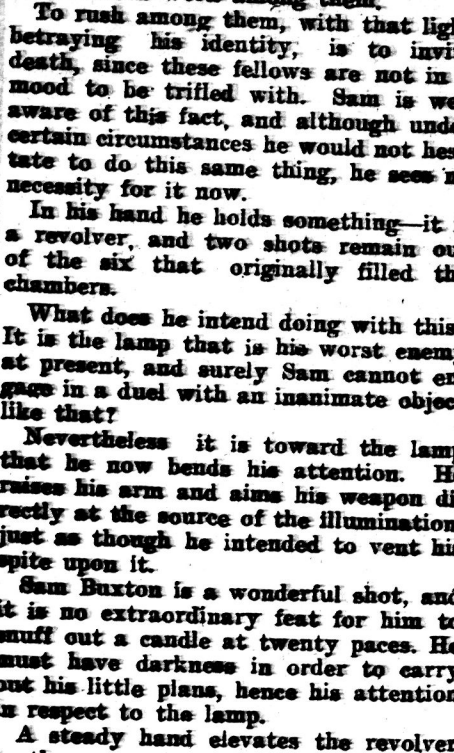 To rush among them, with that lig
betraying his identity, is to invi
death, since these fellows are not in
mood to be trifled with. Sam is we
aware of this fact, and although unde
certain circumstances he would not hes
tate to do this same thing, he sees n
necessity for it now.
In his hand he holds something—it
a revolver, and two shots remain ou
of the six that originally filled th
chambers.
What does he intend doing with this
It is the lamp that is his worst enemy
at present, and surely Sam cannot en
gage in a duel with an inanimate objec
like that?
Nevertheless it is toward the lamp
that he now bends his attention. H
raises his arm and aims his weapon di
rectly at the source of the illumination
just as though he intended to vent hi
spite upon it.
Sam Buxton is a wonderful shot, and
it is no extraordinary feat for him to
snuff out a candle at twenty paces. He
must have darkness in order to carry
out his little plans, hence his attention
in respect to the lamp.
A steady hand elevates the revolver